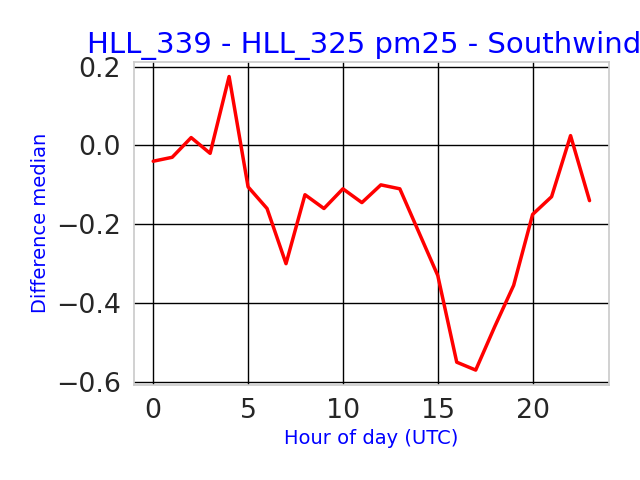 HLL_339 - HLL_325 pm25 - Southwind
0.2
0.0
−0.2
−0.4
−0.6
Difference median
0 5 10 15 20
Hour of day (UTC)